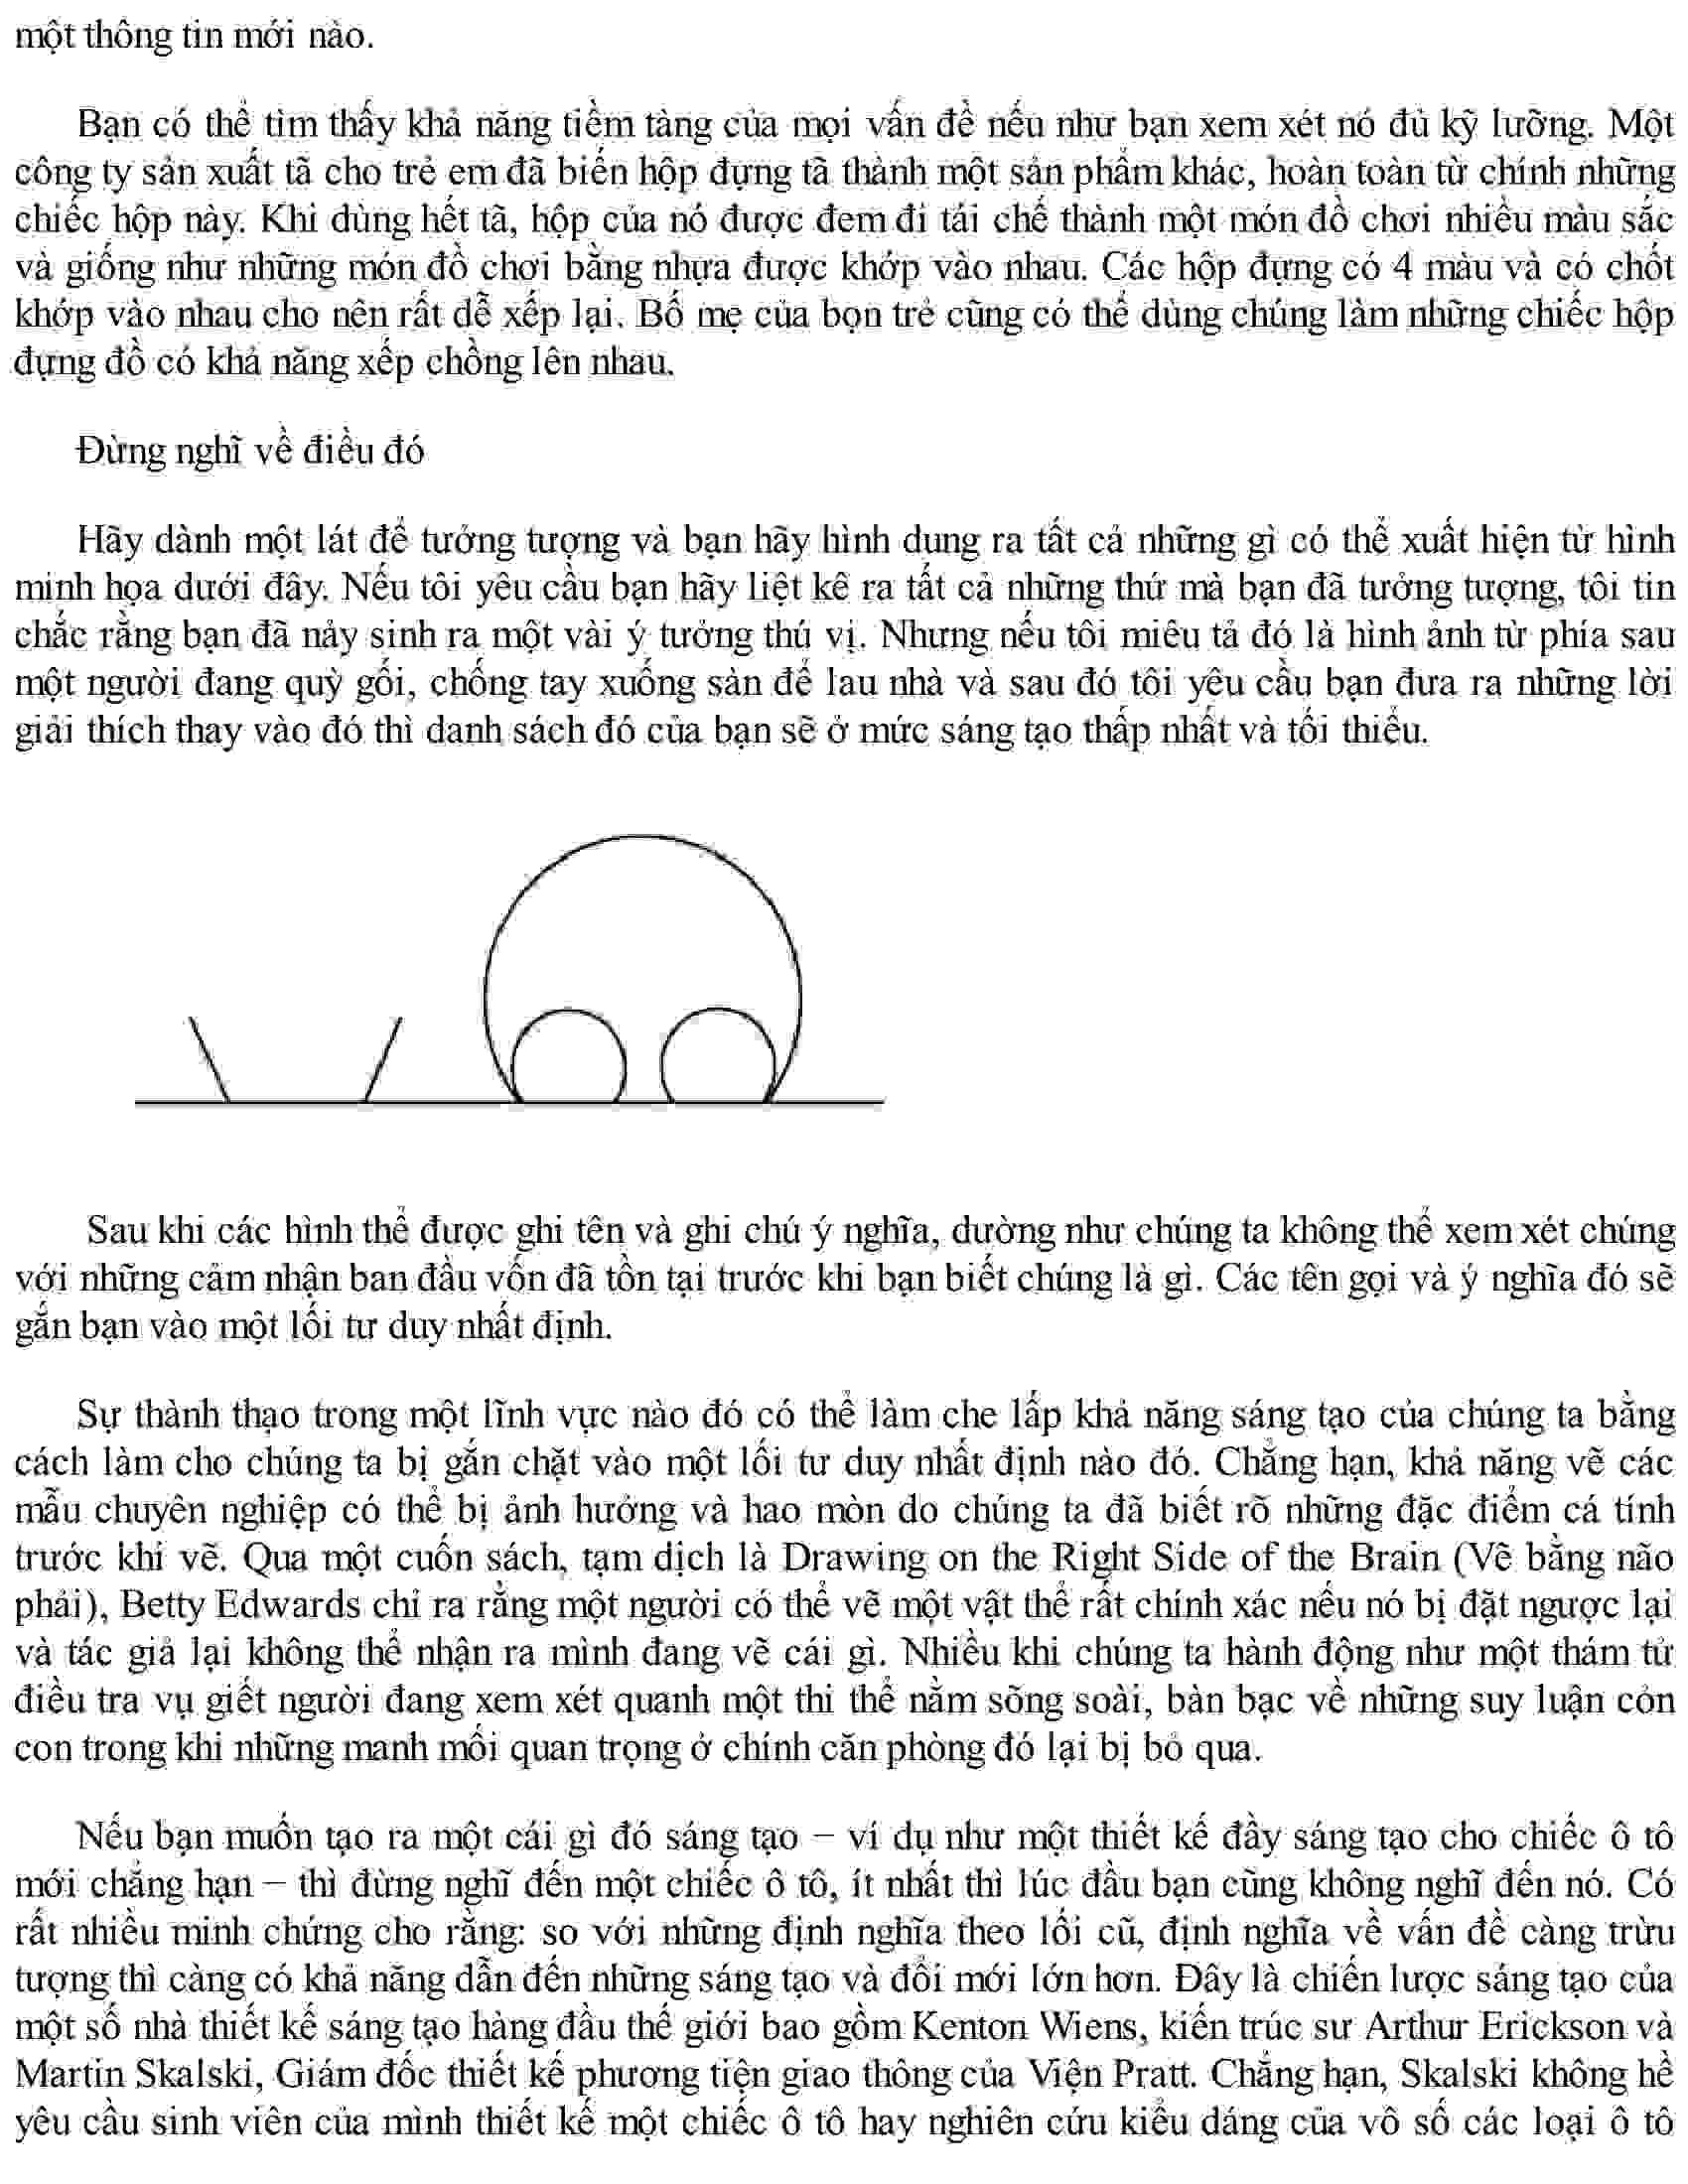 một thông tin mới nào.
Bạn có thể tìm thấy khả năng tiềm tàng của mọi vấn đề nếu như bạn xem xét nó đủ kỹ lưỡng. Một
công ty sản xuất tã cho trẻ em đã biến hộp đựng tã thành một sản phẩm khác, hoàn toàn từ chính những
chiếc hộp này. Khi dùng hết tã, hộp của nó được đem đi tái chế thành một món đồ chơi nhiều màu sắc
và giống như những món đồ chơi bằng nhựa được khớp vào nhau. Các hộp đựng có 4 màu và có chốt
khớp vào nhau cho nên rất dễ xếp lại. Bố mẹ của bọn trẻ cũng có thể dùng chúng làm những chiếc hộp
đựng đồ có khả năng xếp chồng lên nhau.
Đừng nghĩ về điều đó
Hãy dành một lát để tưởng tượng và bạn hãy hình dung ra tất cả những gì có thể xuất hiện từ hình
minh họa dưới đây. Nếu tôi yêu cầu bạn hãy liệt kê ra tất cả những thứ mà bạn đã tưởng tượng, tôi tin
chắc rằng bạn đã nảy sinh ra một vài ý tưởng thú vị. Nhưng nếu tôi miêu tả đó là hình ảnh từ phía sau
một người đang quỳ gối, chống tay xuống sàn để lau nhà và sau đó tôi yêu cầu bạn đưa ra những lời
giải thích thay vào đó thì danh sách đó của bạn sẽ ở mức sáng tạo thấp nhất và tối thiểu.
Sau khi các hình thể được ghi tên và ghi chú ý nghĩa, dường như chúng ta không thể xem xét chúng
với những cảm nhận ban đầu vốn đã tồn tại trước khi bạn biết chúng là gì. Các tên gọi và ý nghĩa đó sẽ
gắn bạn vào một lối tư duy nhất định.
Sự thành thạo trong một lĩnh vực nào đó có thể làm che lấp khả năng sáng tạo của chúng ta bằng
cách làm cho chúng ta bị gắn chặt vào một lối tư duy nhất định nào đó. Chẳng hạn, khả năng vẽ các
mẫu chuyên nghiệp có thể bị ảnh hưởng và hao mòn do chúng ta đã biết rõ những đặc điểm cá tính
trước khi vẽ. Qua một cuốn sách, tạm dịch là Drawing on the Right Side of the Brain (Vẽ bằng não
phải), Betty Edwards chỉ ra rằng một người có thể vẽ một vật thể rất chính xác nếu nó bị đặt ngược lại
và tác giả lại không thể nhận ra mình đang vẽ cái gì. Nhiều khi chúng ta hành động như một thám tử
điều tra vụ giết người đang xem xét quanh một thi thể nằm sõng soài, bàn bạc về những suy luận cỏn
con trong khi những manh mối quan trọng ở chính căn phòng đó lại bị bỏ qua.
Nếu bạn muốn tạo ra một cái gì đó sáng tạo – ví dụ như một thiết kế đầy sáng tạo cho chiếc ô tô
mới chẳng hạn – thì đừng nghĩ đến một chiếc ô tô, ít nhất thì lúc đầu bạn cũng không nghĩ đến nó. Có
rất nhiều minh chứng cho rằng: so với những định nghĩa theo lối cũ, định nghĩa về vấn đề càng trừu
tượng thì càng có khả năng dẫn đến những sáng tạo và đổi mới lớn hơn. Đây là chiến lược sáng tạo của
một số nhà thiết kế sáng tạo hàng đầu thế giới bao gồm Kenton Wiens, kiến trúc sư Arthur Erickson và
Martin Skalski, Giám đốc thiết kế phương tiện giao thông của Viện Pratt. Chẳng hạn, Skalski không hề
yêu cầu sinh viên của mình thiết kế một chiếc ô tô hay nghiên cứu kiểu dáng của vô số các loại ô tô